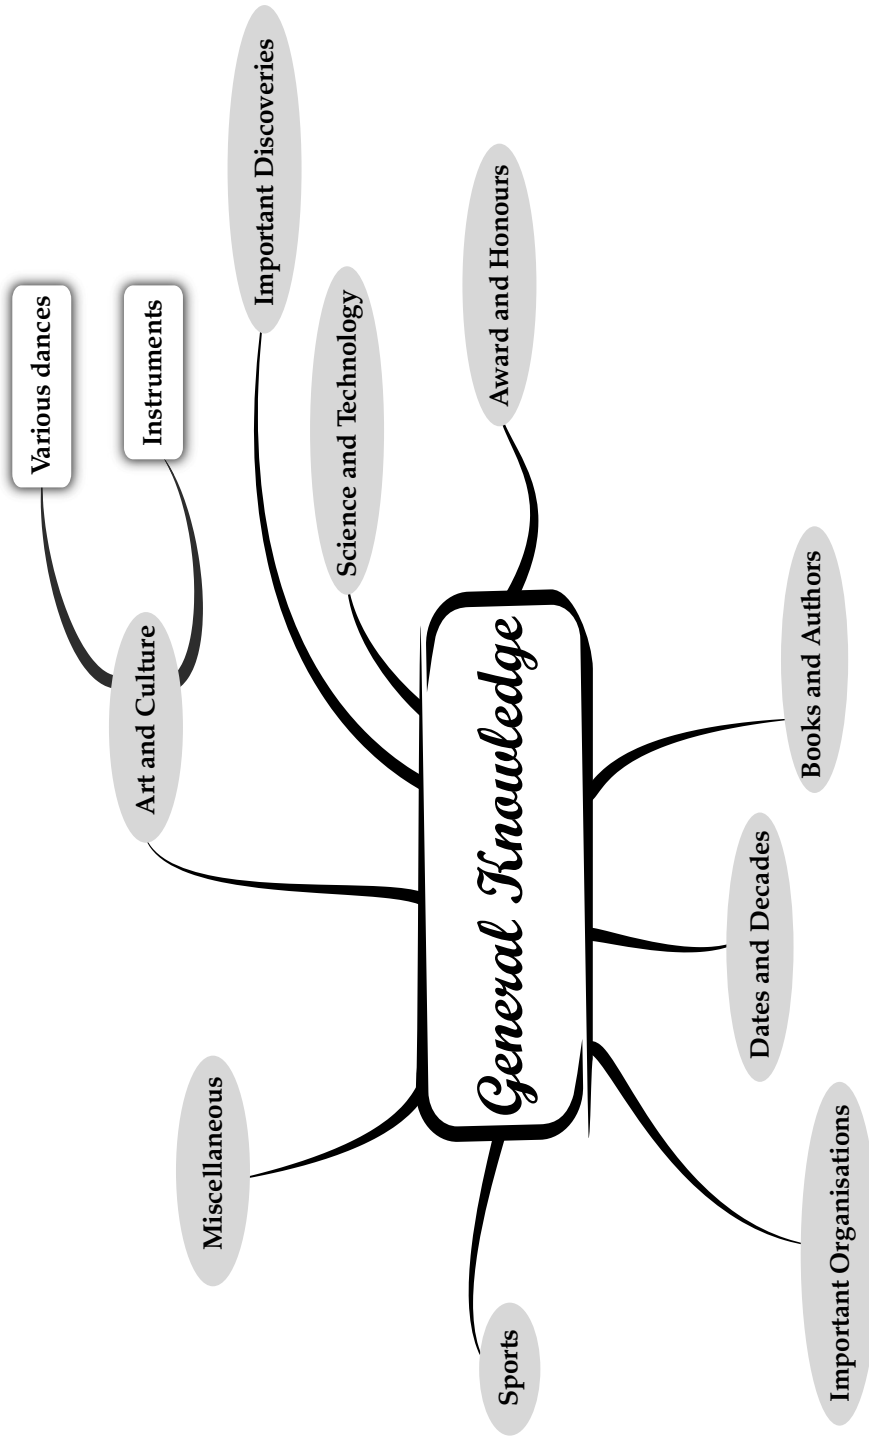 Various dances
Instruments
Art and Culture
Important Discoveries
Miscellaneous
Science and Technology
General Knowledge
Sports
Award and Honours
Dates and Decades
Books and Authors
Important Organisations